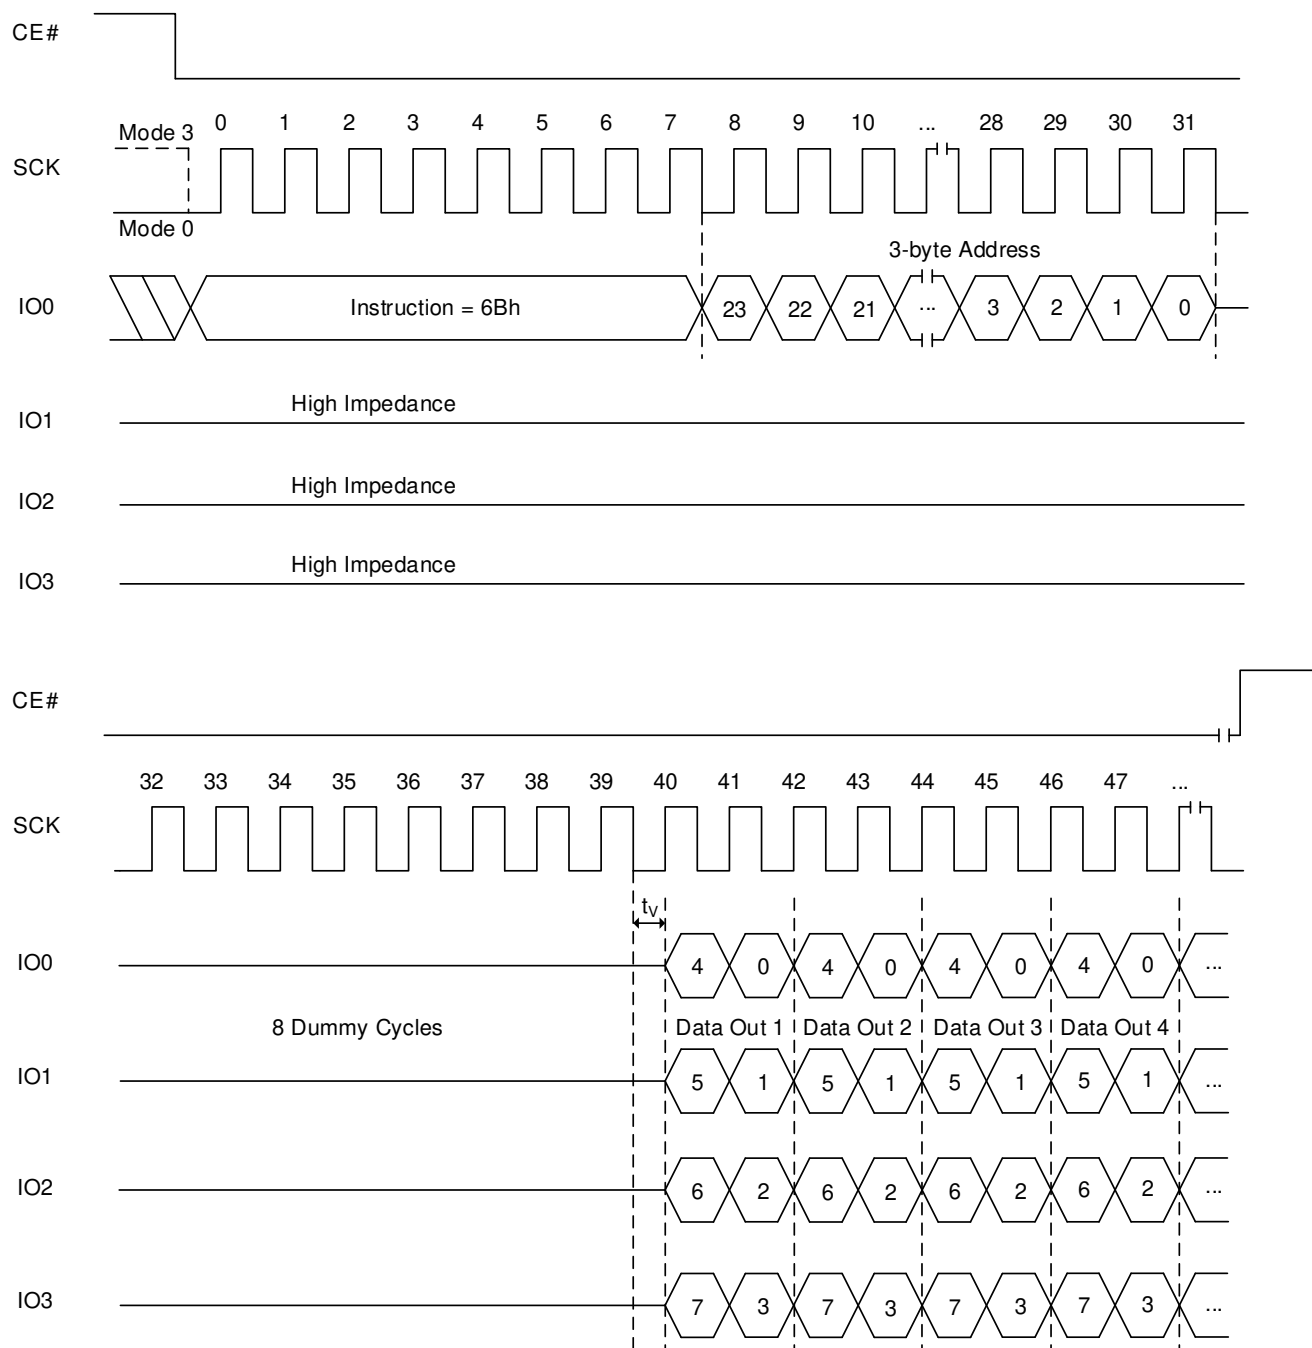 CE#
Mode 3 0 1 2 3 4 5 6 7 8 9 10 ... 28 29 30 31
SCK
Mode 0
3-byte Address
IO0 Instruction = 6Bh 23 22 21 ... 3 2 1 0
High Impedance
IO1
High Impedance
IO2
High Impedance
IO3
CE#
32 33 34 35 36 37 38 39 40 41 42 43 44 45 46 47 ...
SCK
tV
IO0 4 0 4 0 4 0 4 0 ...
8 Dummy Cycles Data Out 1 Data Out 2 Data Out 3 Data Out 4
IO1 5 1 5 1 5 1 5 1 ...
IO2 6 2 6 2 6 2 6 2 ...
IO3 7 3 7 3 7 3 7 3 ...